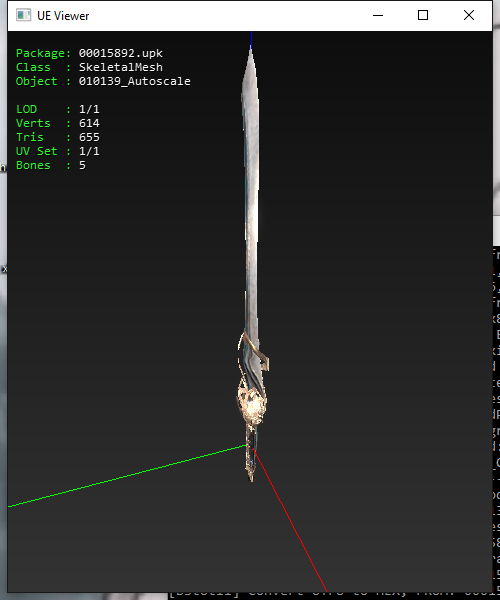 UE Viewer
Package: 00015892.upk
Class  : SkeletalMesh
Object : 010139_Autoscale
LOD    : 1/1
Verts  : 614
Tris   : 655
UV Set : 1/1
Bones  : 5